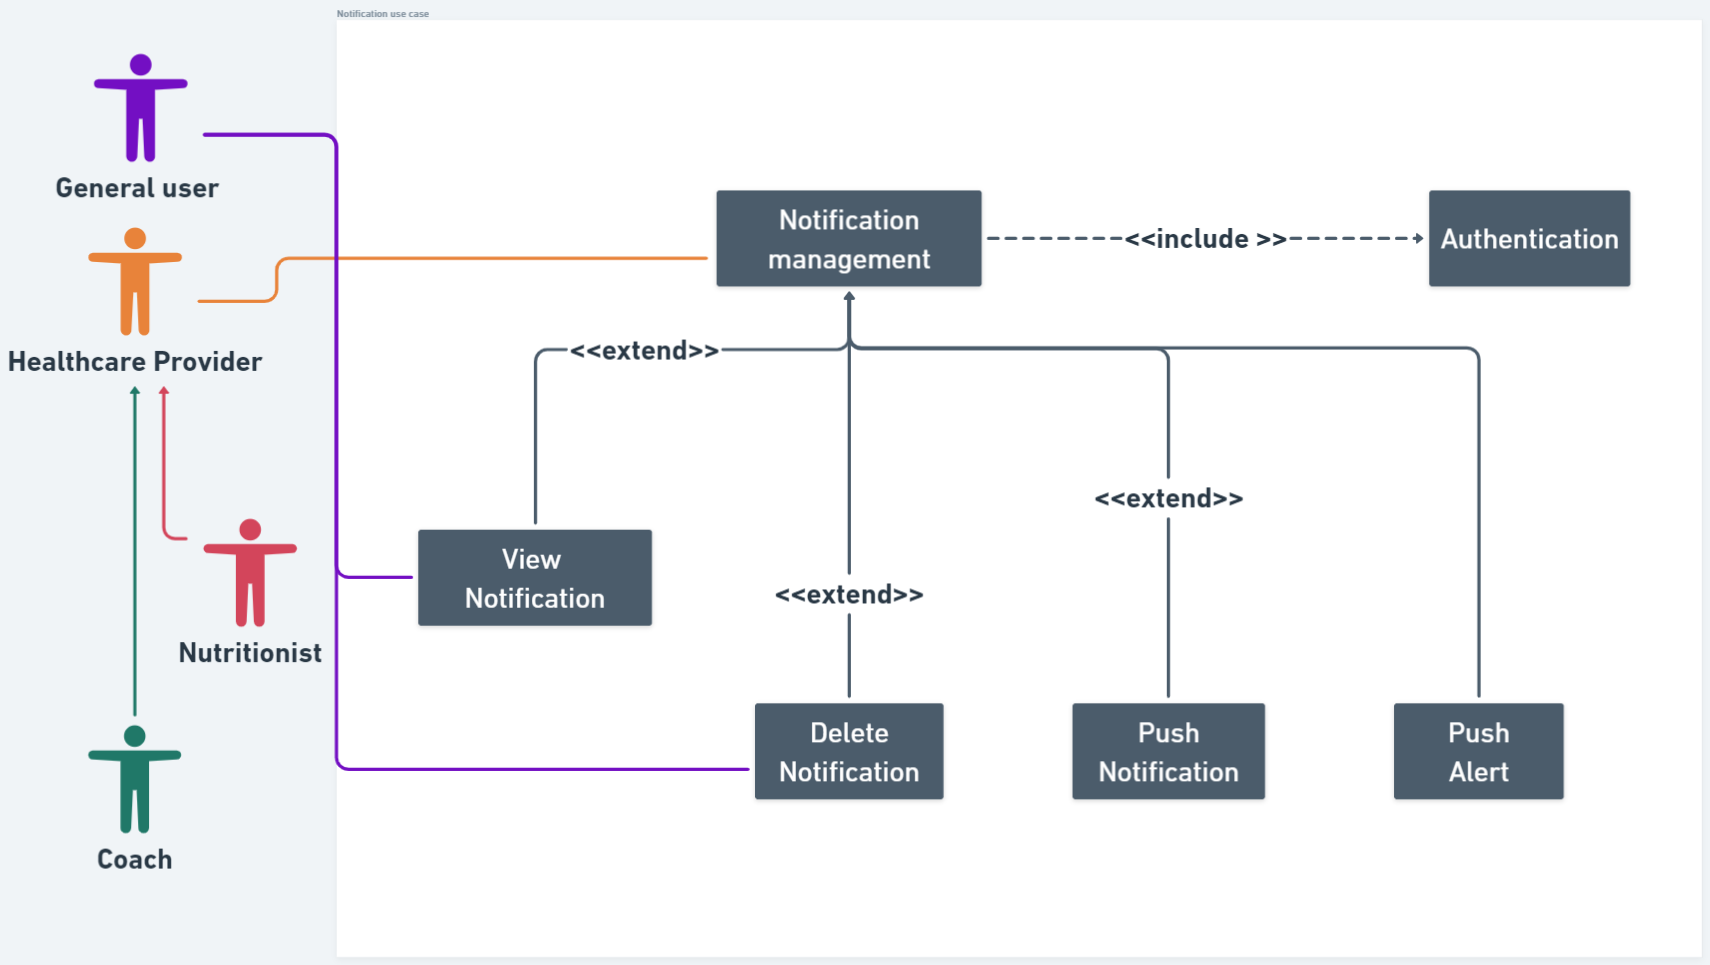 Notification use case
General user
Notification
management
<<include >>
Authentication
Healthcare Provider
<<extend>>
<<extend>>
View
Notification
<<extend>>
Nutritionist
Delete
Notification
Push
Notification
Push
Alert
Coach